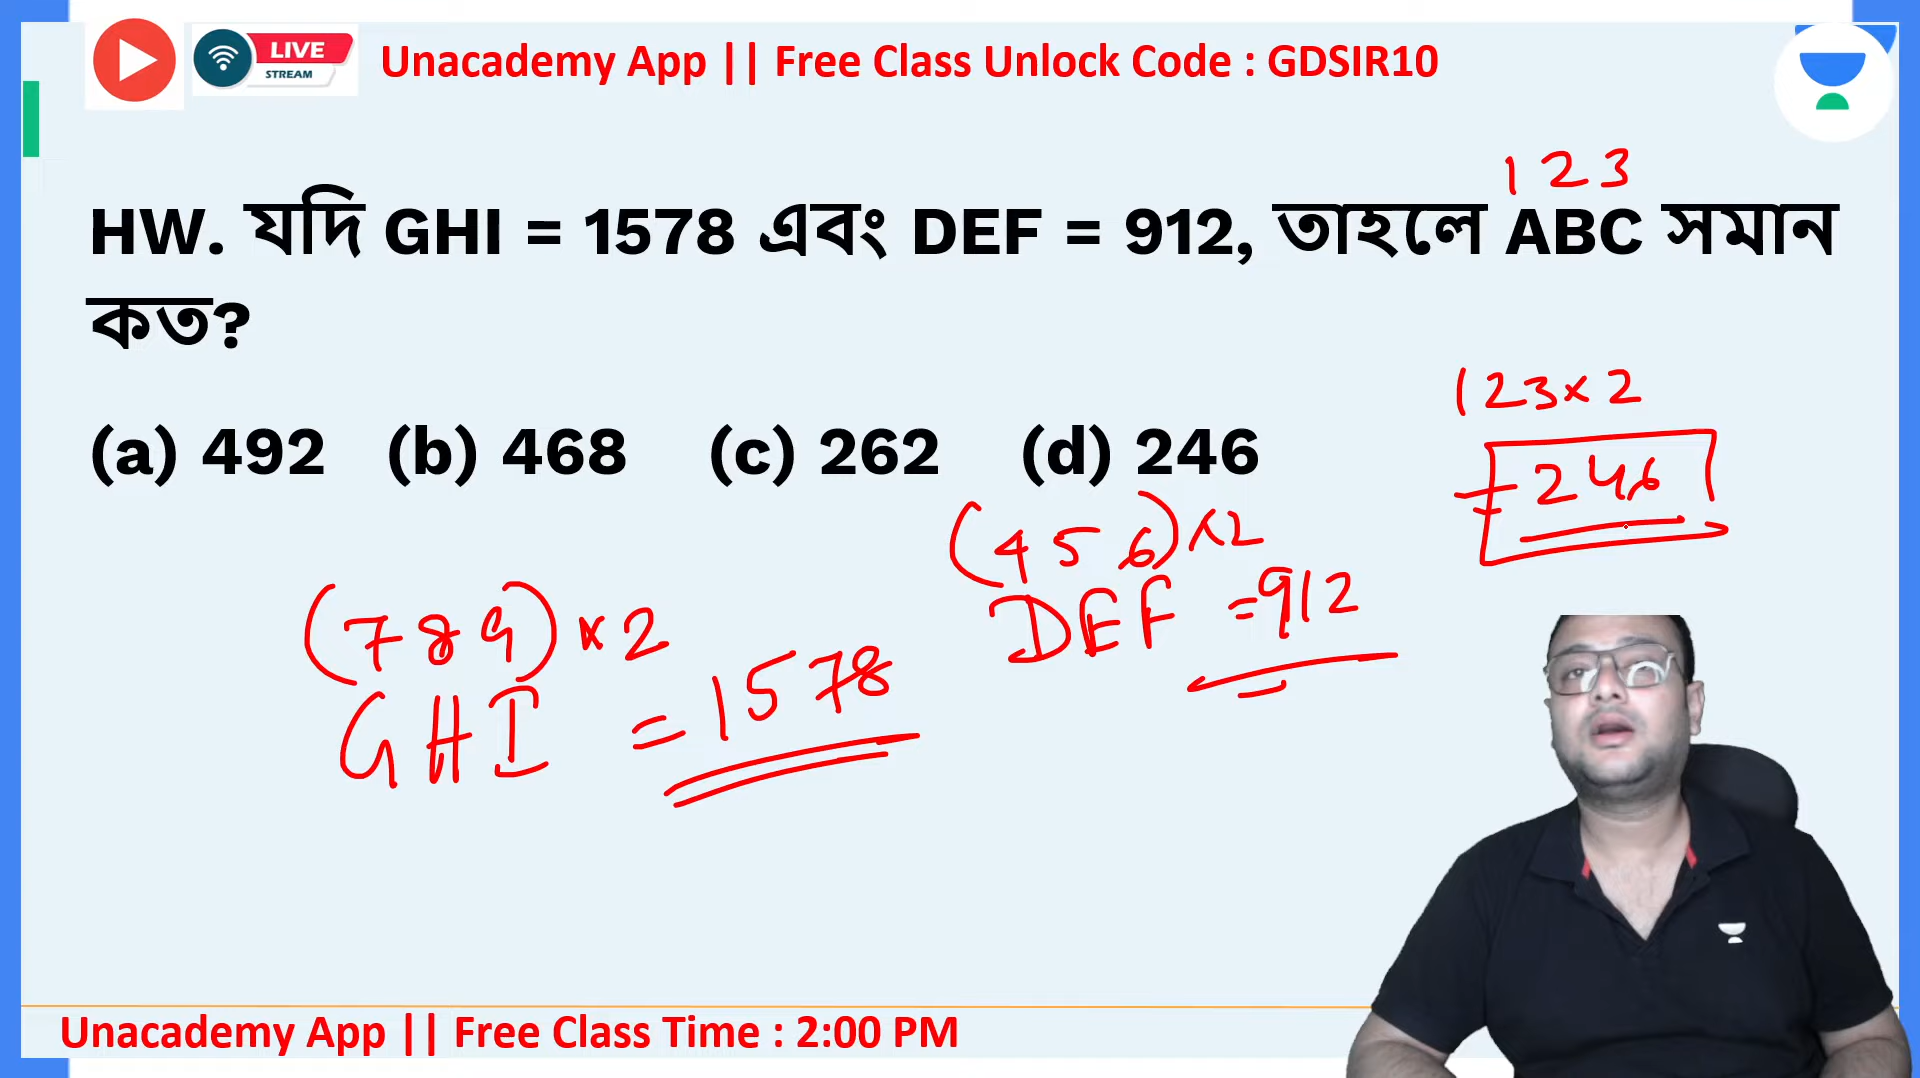 LIVE
STREAM
Unacademy App || Free Class Unlock Code : GDSIR10
1 2 3
HW. যদি GHI = 1578 এবং DEF = 912, তাহলে ABC সমান
কত?
(a) 492 (b) 468 (c) 262 (d) 246
123 × 2
= 246
(4 5 6) × 2
DEF = 912
(7 8 9) × 2
GHI = 1578
Unacademy App || Free Class Time : 2:00 PM